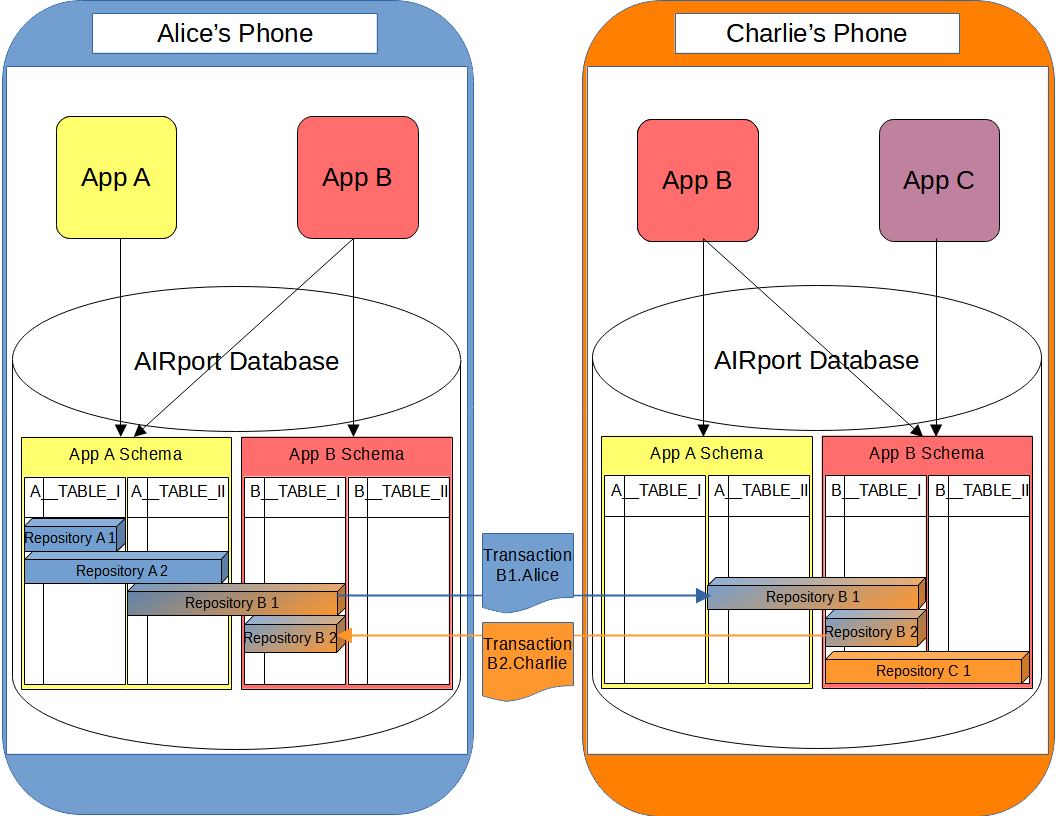 Alice's Phone
App A
App B
AIRport Database
App A Schema
App B Schema
A__TABLE_I
A__TABLE_II
B__TABLE_I
B__TABLE_II
Repository A 1
Repository A 2
Repository B 1
Repository B 2
Transaction
B1.Alice
Transaction
B2.Charlie
Charlie's Phone
App B
App C
AIRport Database
App A Schema
App B Schema
A__TABLE_I
A__TABLE_II
B__TABLE_I
B__TABLE_II
Repository B 1
Repository B 2
Repository C 1